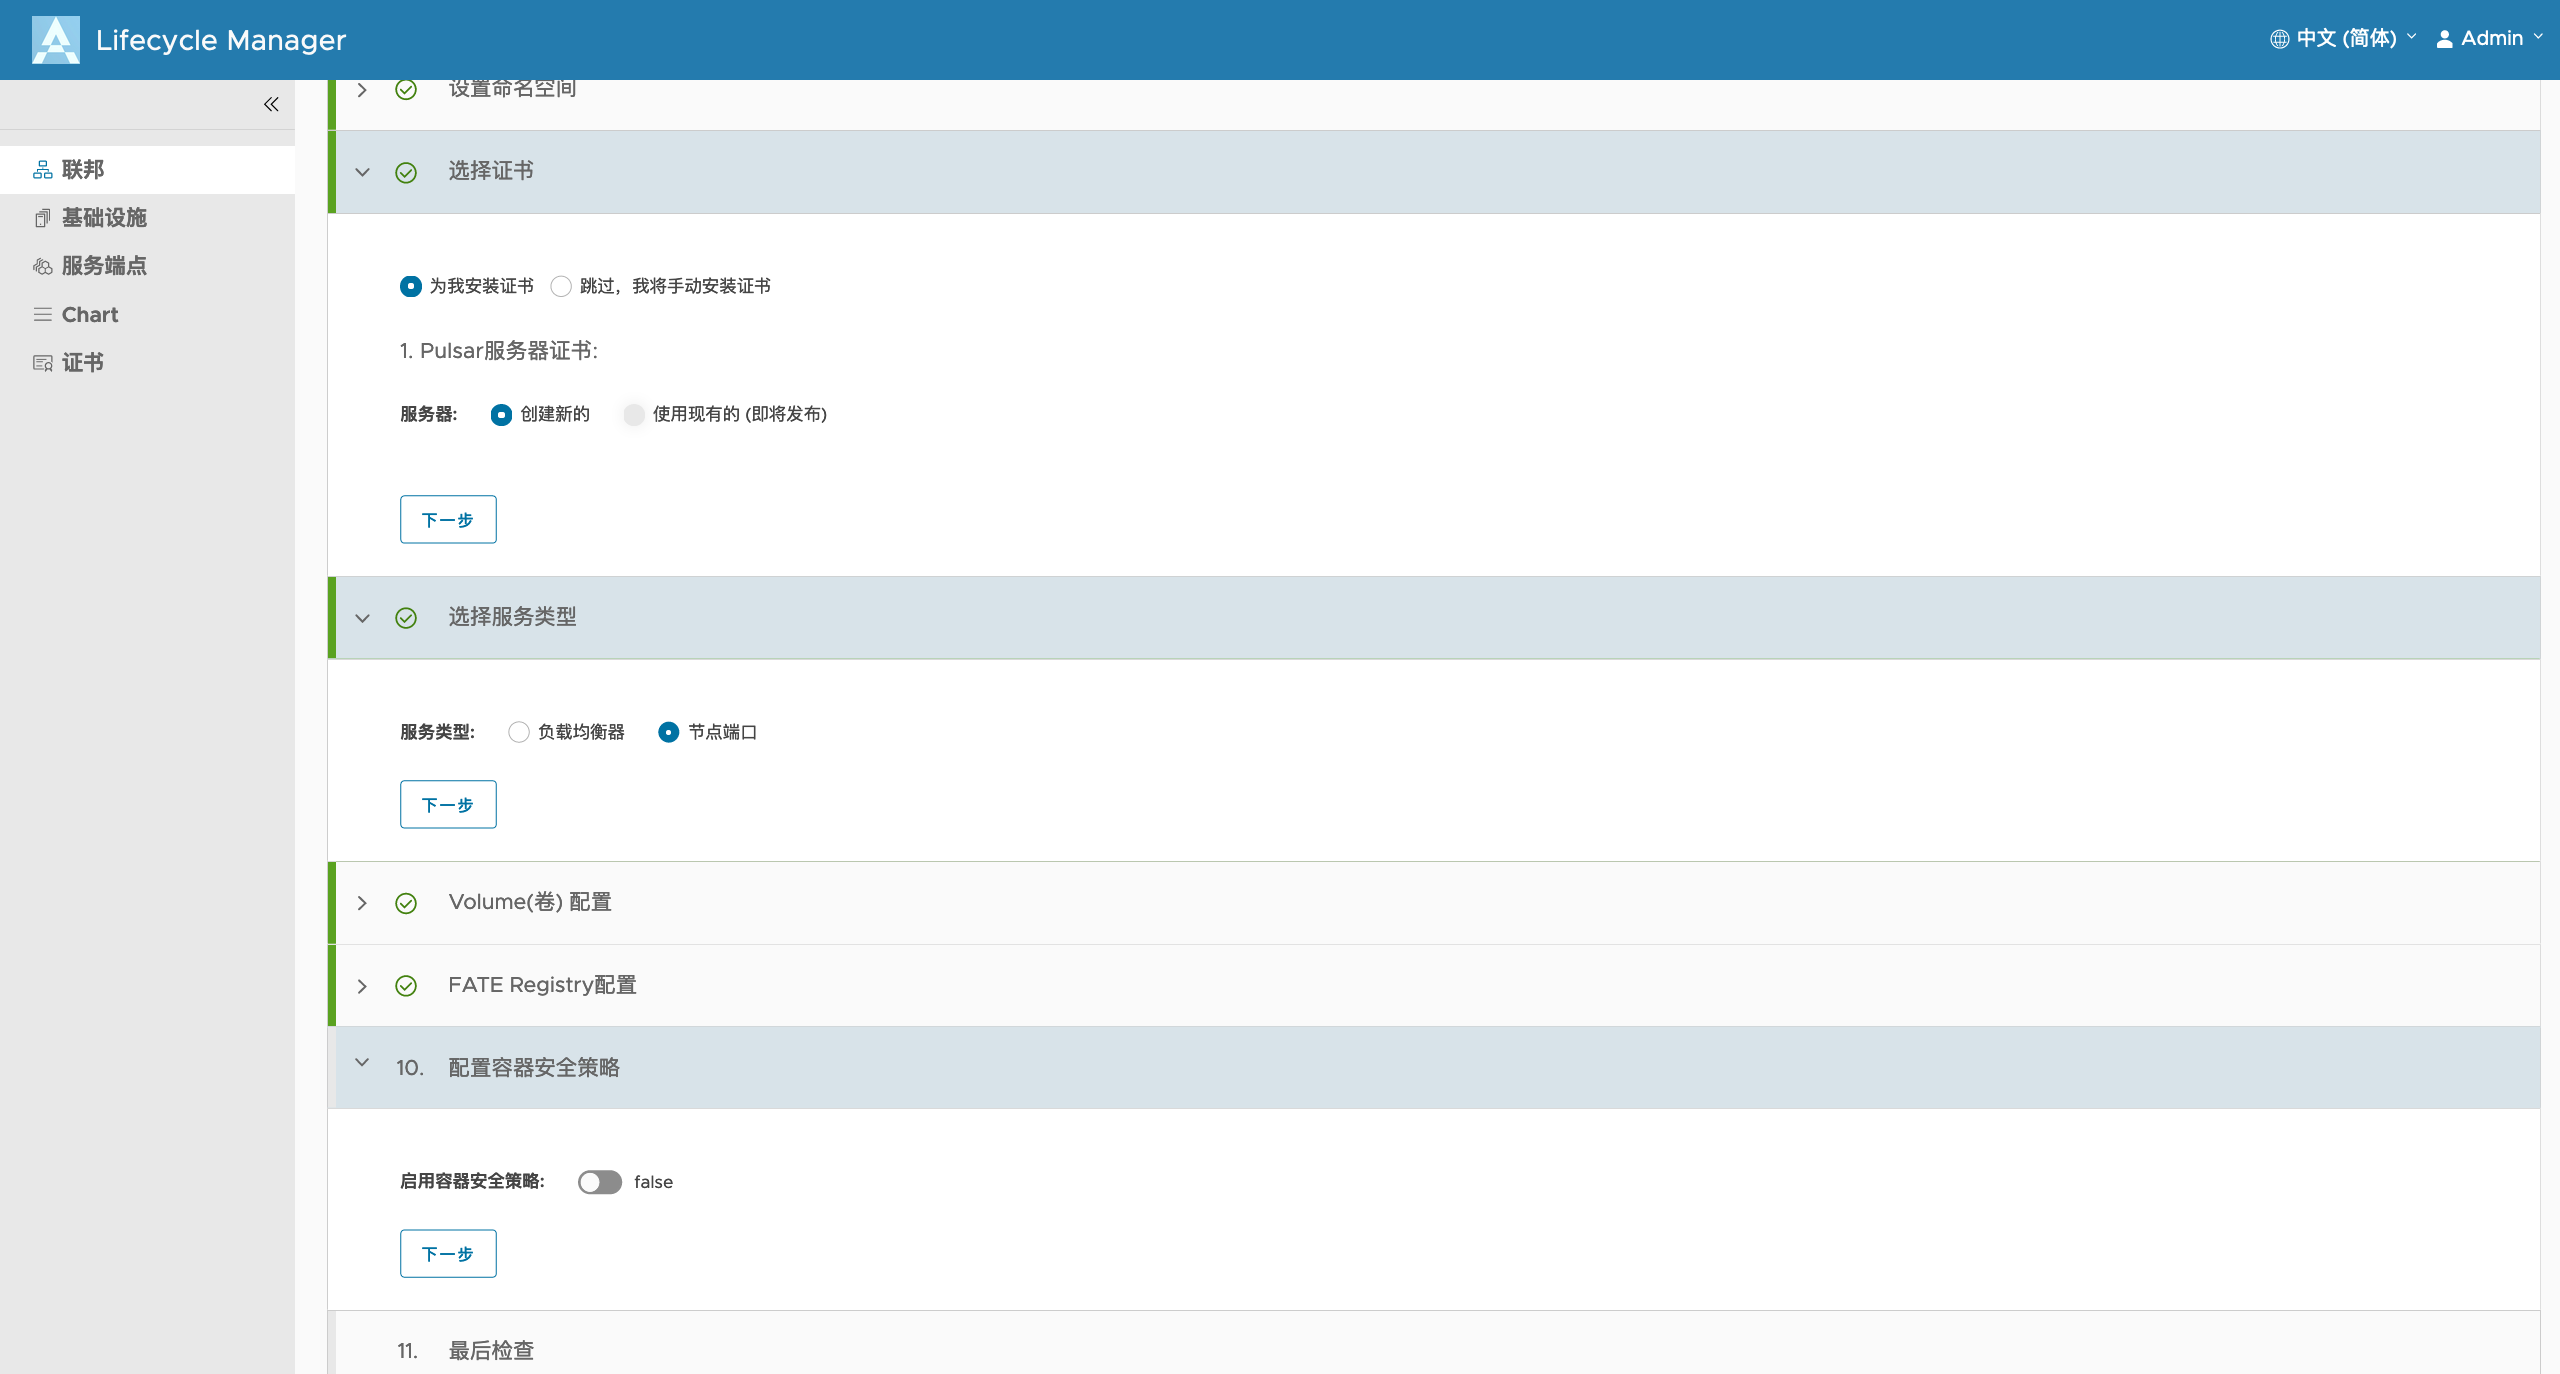 Lifecycle Manager
中文 (简体)
Admin
联邦
基础设施
服务端点
Chart
证书
设置命名空间
选择证书
为我安装证书 跳过，我将手动安装证书
1. Pulsar服务器证书:
服务器: 创建新的 使用现有的 (即将发布)
下一步
选择服务类型
服务类型: 负载均衡器 节点端口
下一步
Volume(卷) 配置
FATE Registry配置
10. 配置容器安全策略
启用容器安全策略: false
下一步
11. 最后检查